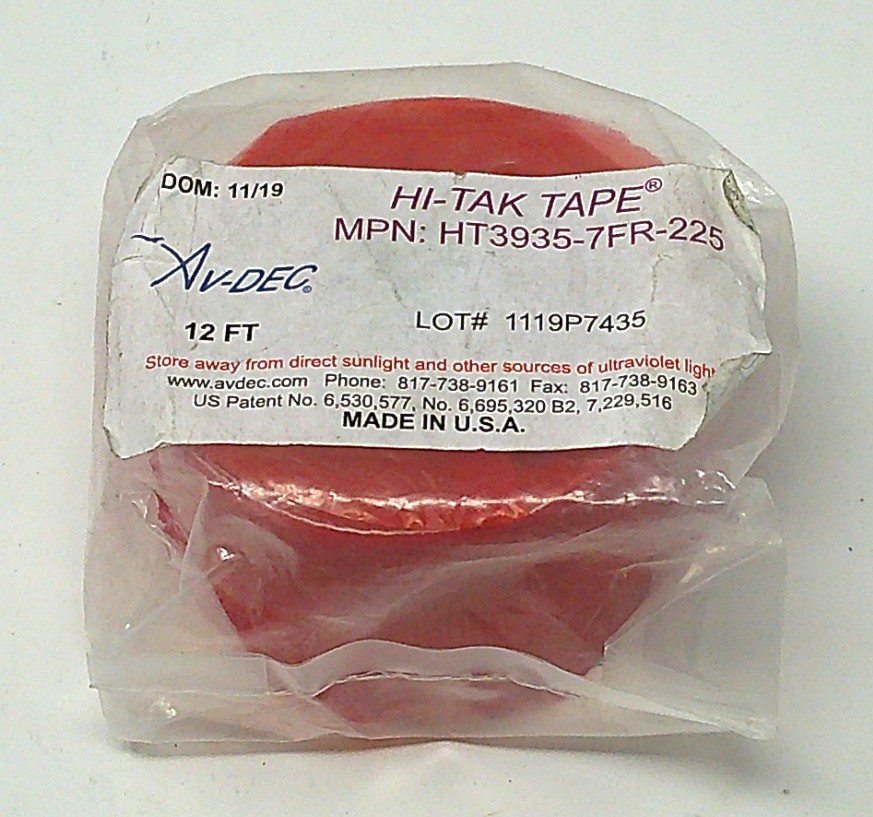 DOM: 11/19
HI-TAK TAPE®
MPN: HT3935-7FR-225
AV-DEC®
12 FT
LOT# 1119P7435
Store away from direct sunlight and other sources of ultraviolet light
www.avdec.com Phone: 817-738-9161 Fax: 817-738-9163
US Patent No. 6,530,577, No. 6,695,320 B2, 7,229,516
MADE IN U.S.A.